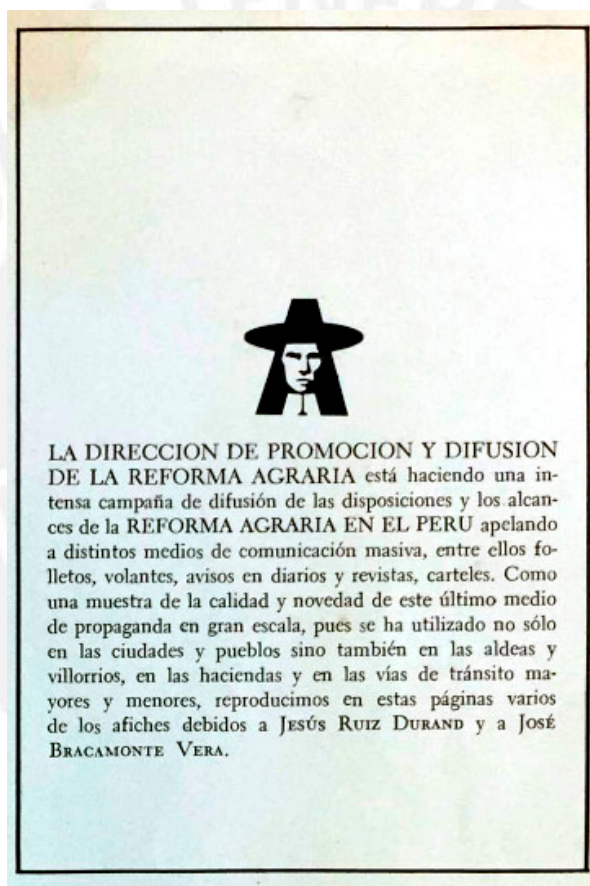 LA DIRECCION DE PROMOCION Y DIFUSION
DE LA REFORMA AGRARIA está haciendo una in-
tensa campaña de difusión de las disposiciones y los alcan-
ces de la REFORMA AGRARIA EN EL PERU apelando
a distintos medios de comunicación masiva, entre ellos fo-
lletos, volantes, avisos en diarios y revistas, carteles. Como
una muestra de la calidad y novedad de este último medio
de propaganda en gran escala, pues se ha utilizado no sólo
en las ciudades y pueblos sino también en las aldeas y
villorrios, en las haciendas y en las vías de tránsito ma-
yores y menores, reproducimos en estas páginas varios
de los afiches debidos a JESÚS RUIZ DURAND y a JOSÉ
BRACAMONTE VERA.